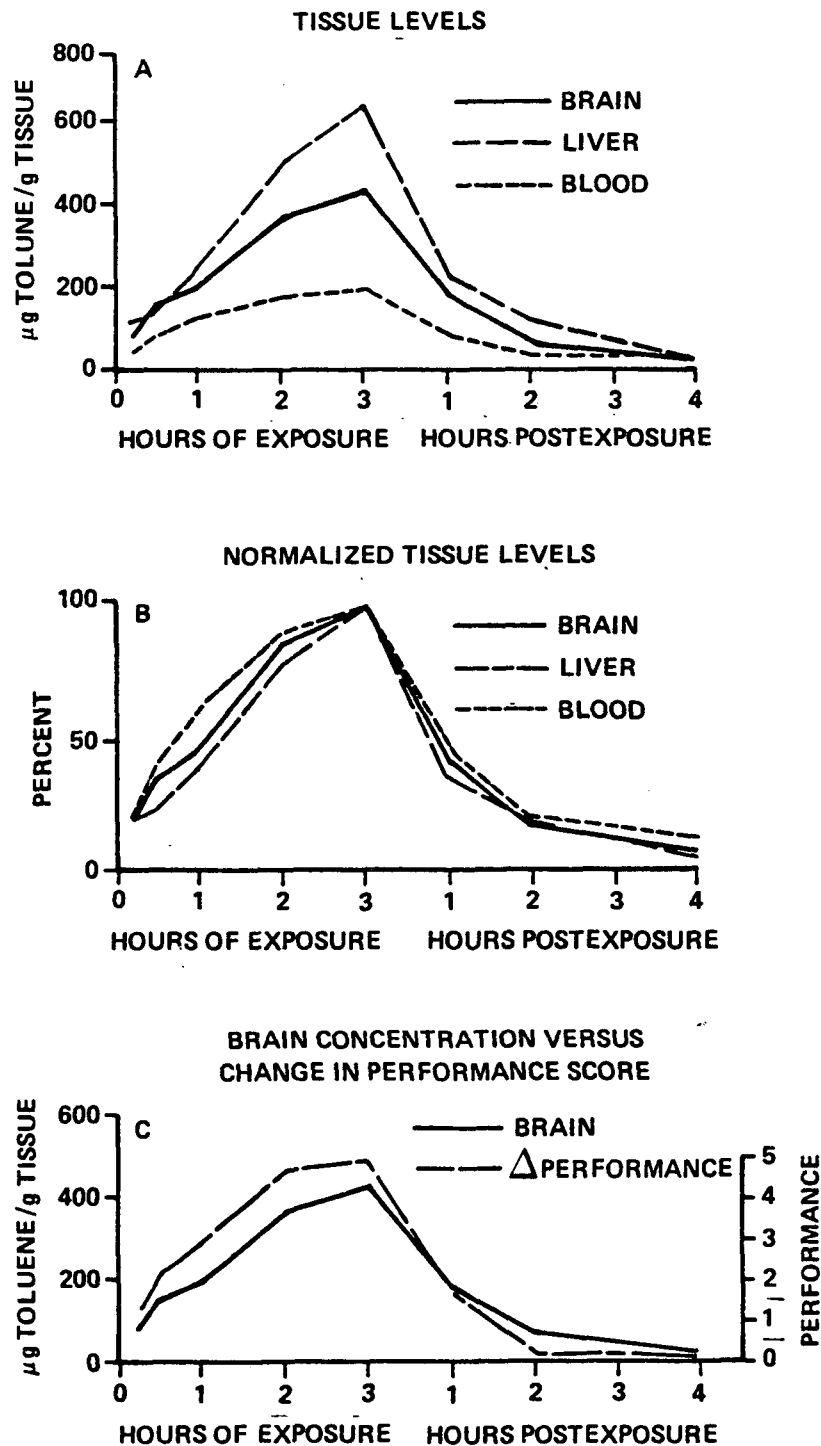 TISSUE LEVELS
A
800
600
400
200
0
µg TOLUNE/g TISSUE
BRAIN
LIVER
BLOOD
0 1 2 3 1 2 3 4
HOURS OF EXPOSURE HOURS POSTEXPOSURE
NORMALIZED TISSUE LEVELS
B
100
50
0
PERCENT
BRAIN
LIVER
BLOOD
0 1 2 3 1 2 3 4
HOURS OF EXPOSURE HOURS POSTEXPOSURE
BRAIN CONCENTRATION VERSUS
CHANGE IN PERFORMANCE SCORE
C
600
400
200
0
µg TOLUENE/g TISSUE
BRAIN
Δ PERFORMANCE
5
4
3
2
1
0
PERFORMANCE
0 1 2 3 1 2 3 4
HOURS OF EXPOSURE HOURS POSTEXPOSURE